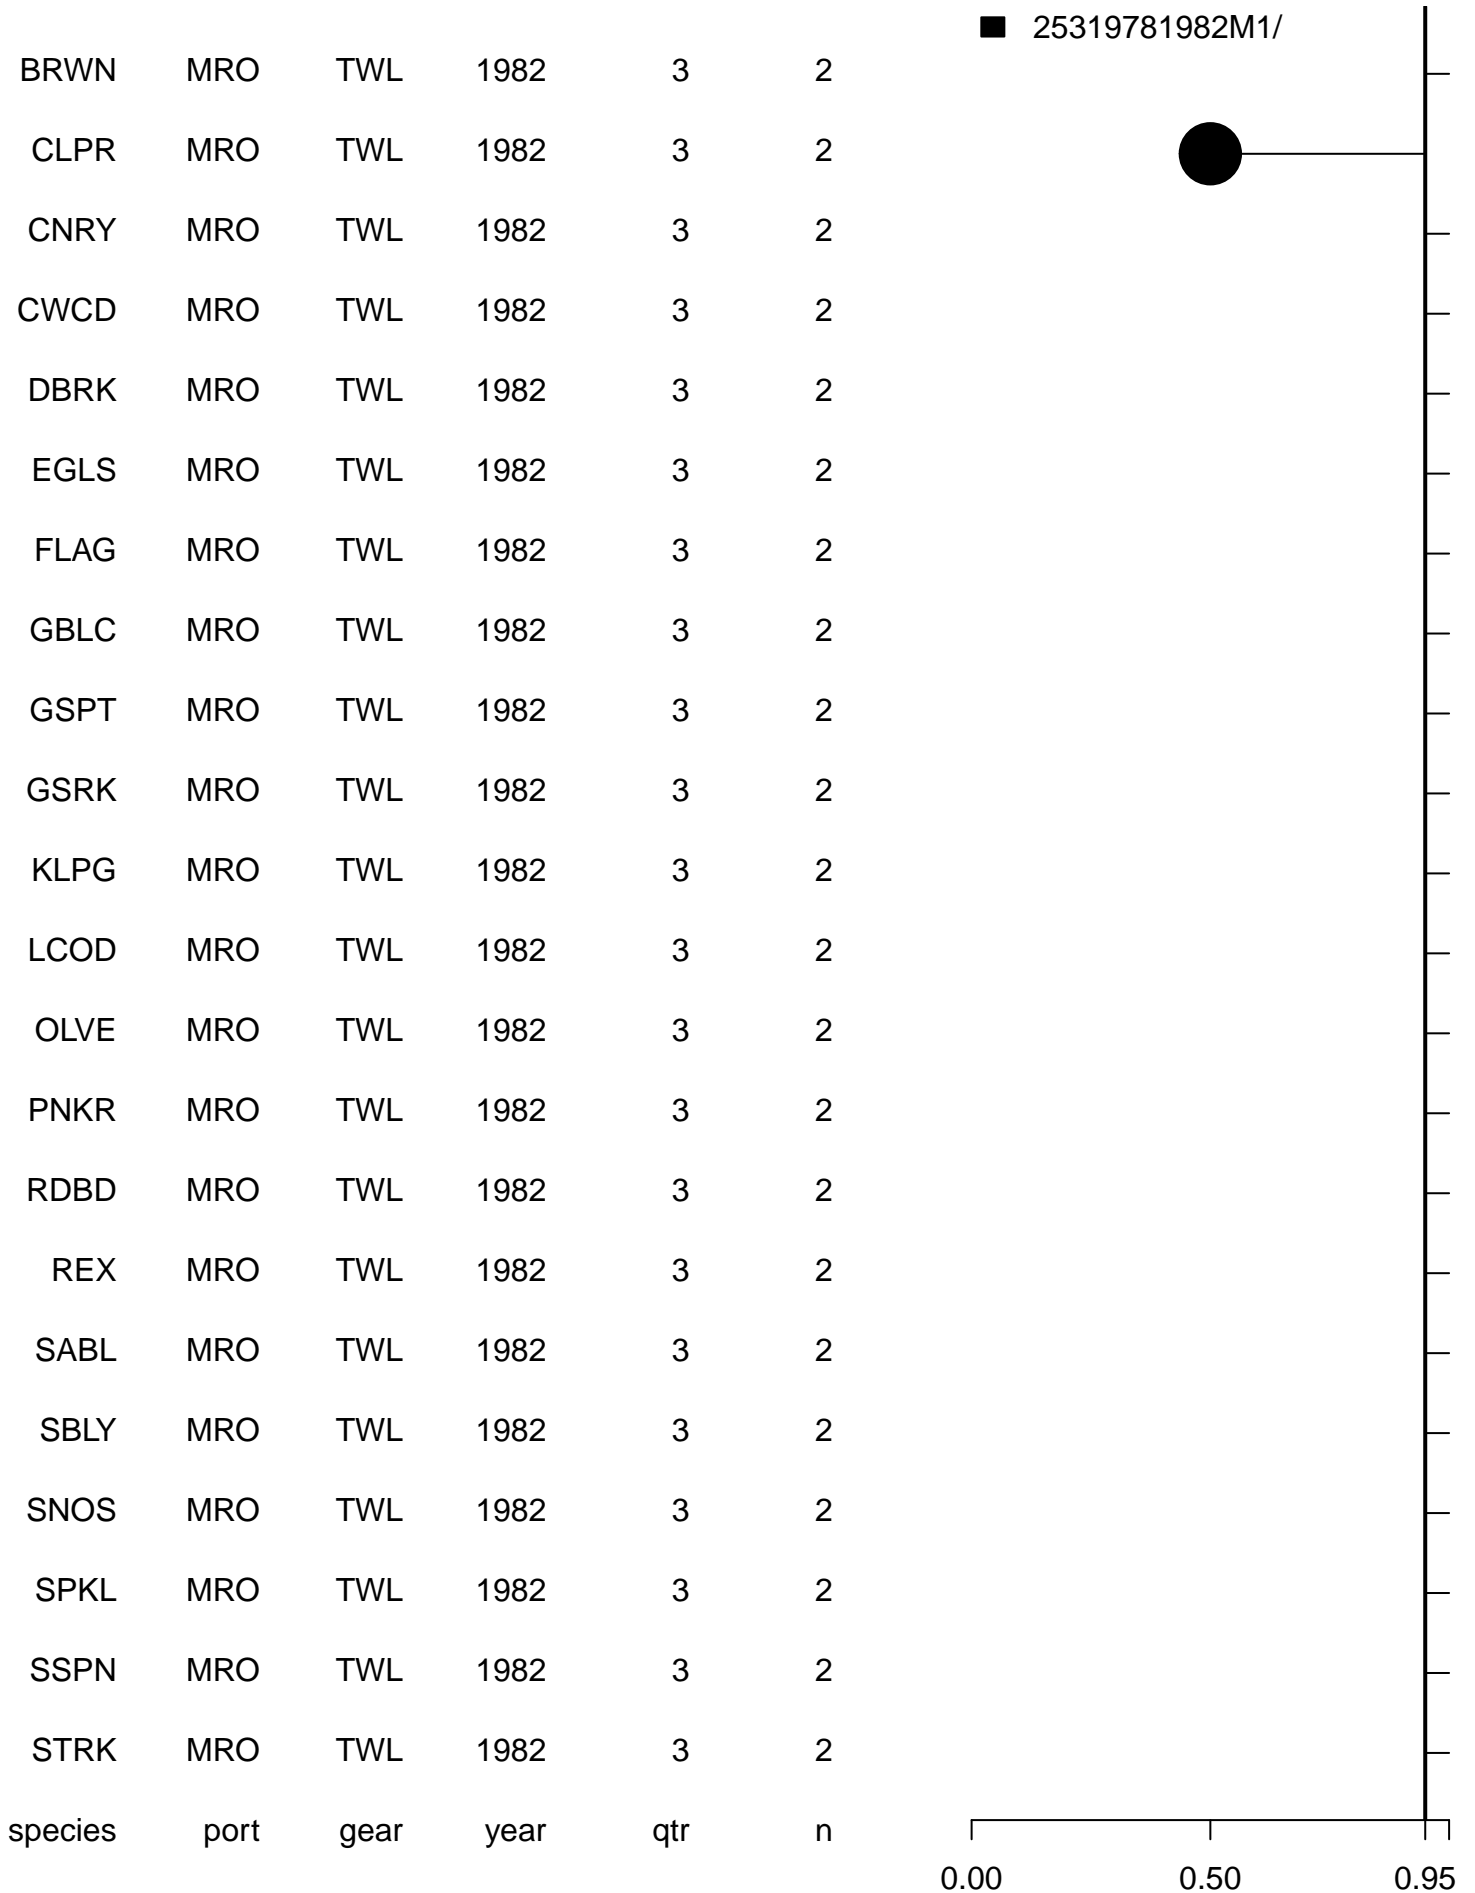 25319781982M1/
BRWN MRO TWL 1982 3 2
CLPR MRO TWL 1982 3 2
CNRY MRO TWL 1982 3 2
CWCD MRO TWL 1982 3 2
DBRK MRO TWL 1982 3 2
EGLS MRO TWL 1982 3 2
FLAG MRO TWL 1982 3 2
GBLC MRO TWL 1982 3 2
GSPT MRO TWL 1982 3 2
GSRK MRO TWL 1982 3 2
KLPG MRO TWL 1982 3 2
LCOD MRO TWL 1982 3 2
OLVE MRO TWL 1982 3 2
PNKR MRO TWL 1982 3 2
RDBD MRO TWL 1982 3 2
REX MRO TWL 1982 3 2
SABL MRO TWL 1982 3 2
SBLY MRO TWL 1982 3 2
SNOS MRO TWL 1982 3 2
SPKL MRO TWL 1982 3 2
SSPN MRO TWL 1982 3 2
STRK MRO TWL 1982 3 2
species port gear year qtr n
0.00 0.50 0.95